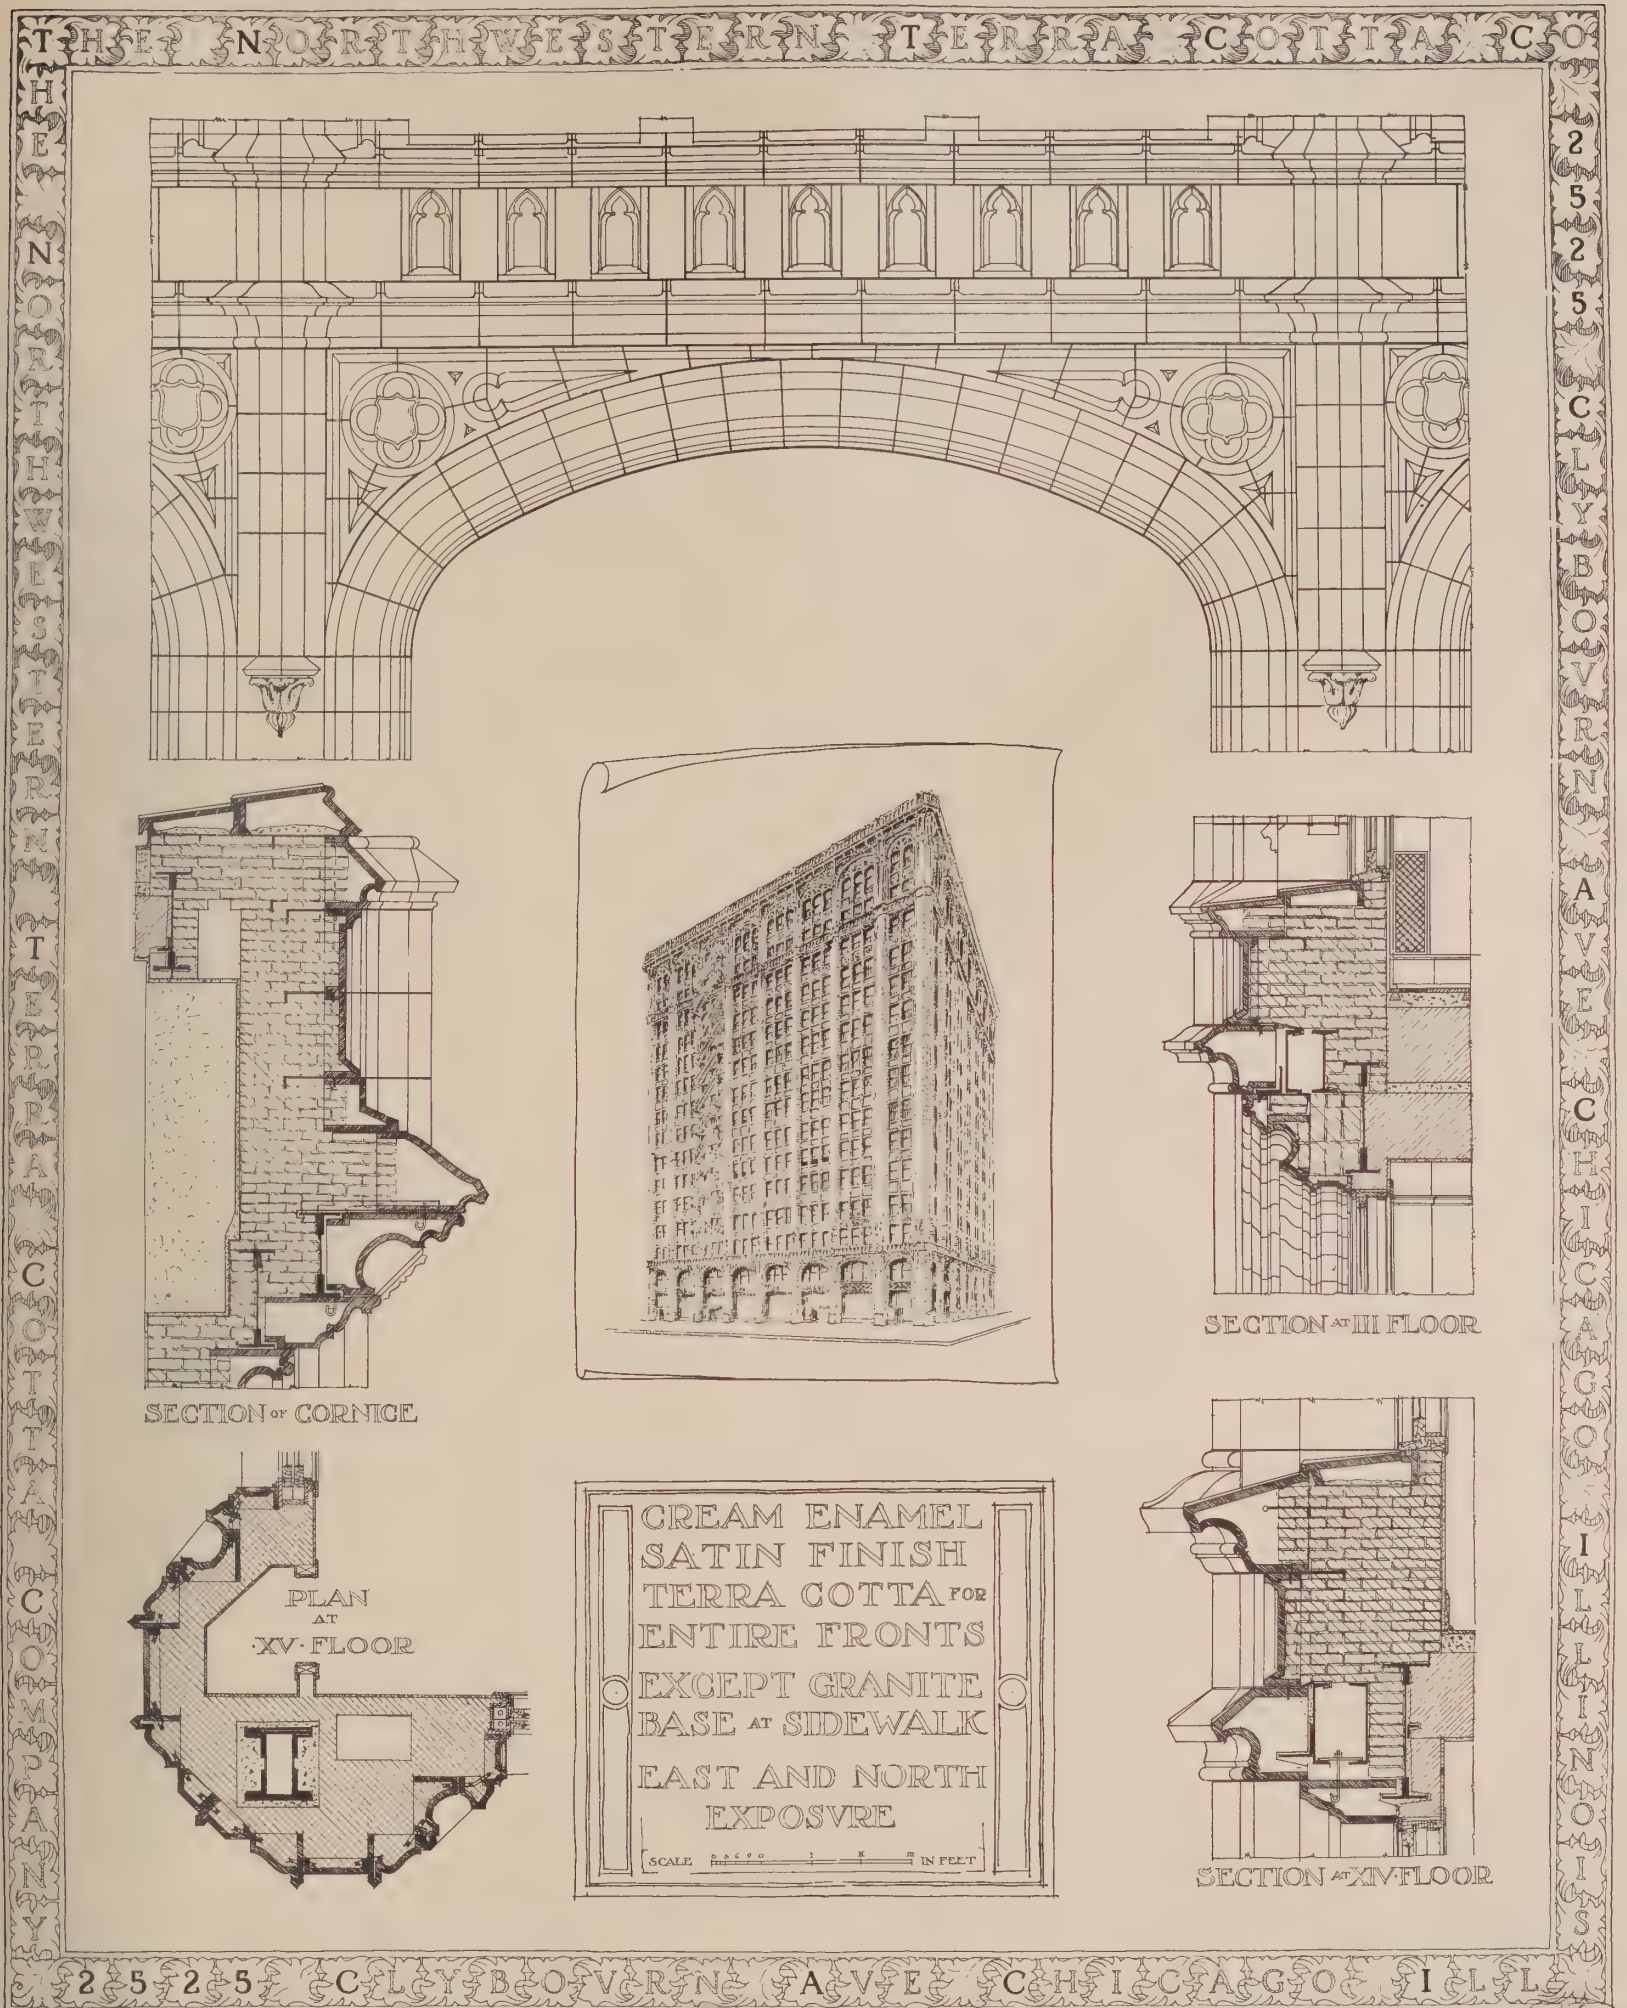 THE NORTHWESTERN TERRA COTTA CO
THE NORTHWESTERN TERRA COTTA COMPANY
2525 CLYBOVRN AVE CHICAGO ILLINOIS
SECTION OF CORNICE
SECTION AT III FLOOR
PLAN
AT
·XV·FLOOR
CREAM ENAMEL
SATIN FINISH
TERRA COTTA FOR
ENTIRE FRONTS
EXCEPT GRANITE
BASE AT SIDEWALK
EAST AND NORTH
EXPOSVRE
SCALE
IN FEET
SECTION AT XIV·FLOOR
2525 CLYBOVRN AVE CHICAGO ILL